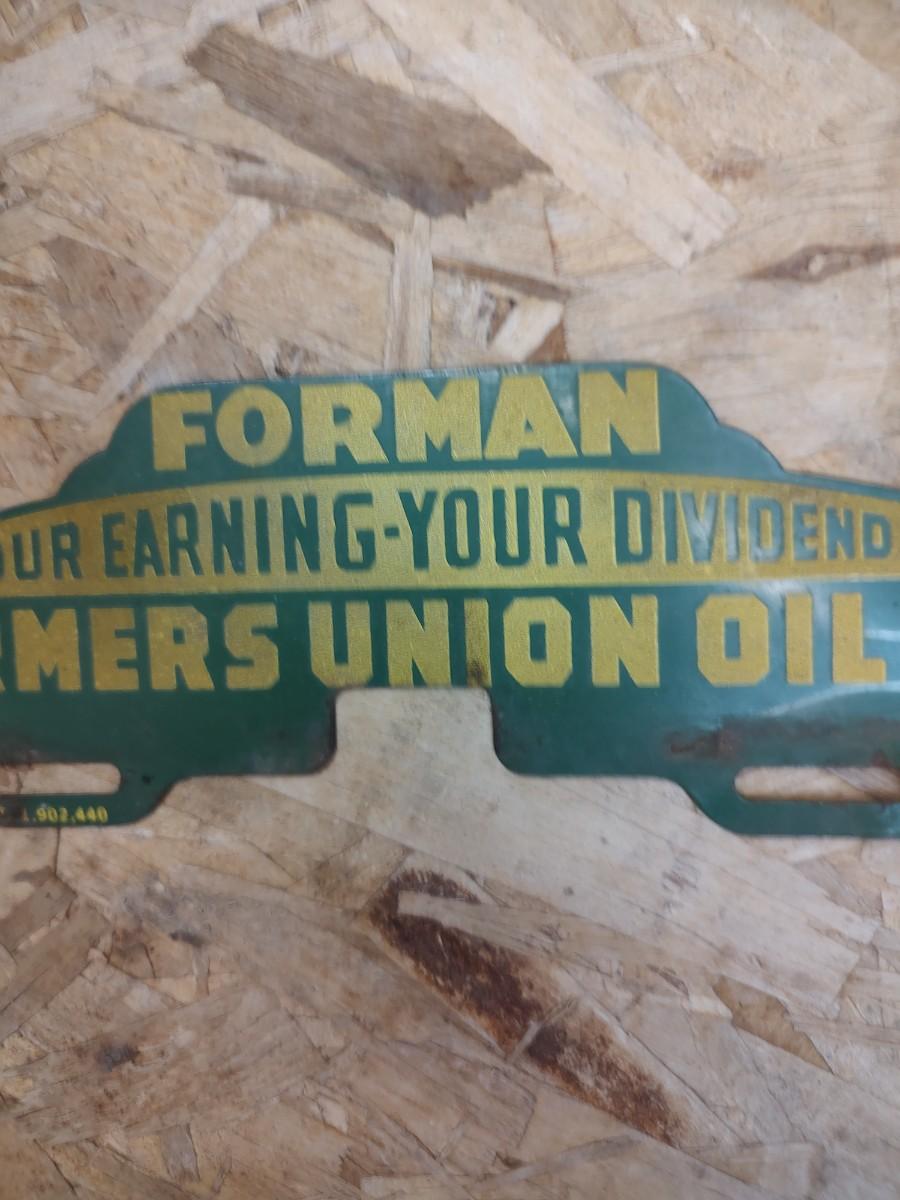 FORMAN
OUR EARNING-YOUR DIVIDEND
RMERS UNION OIL
1,902,440